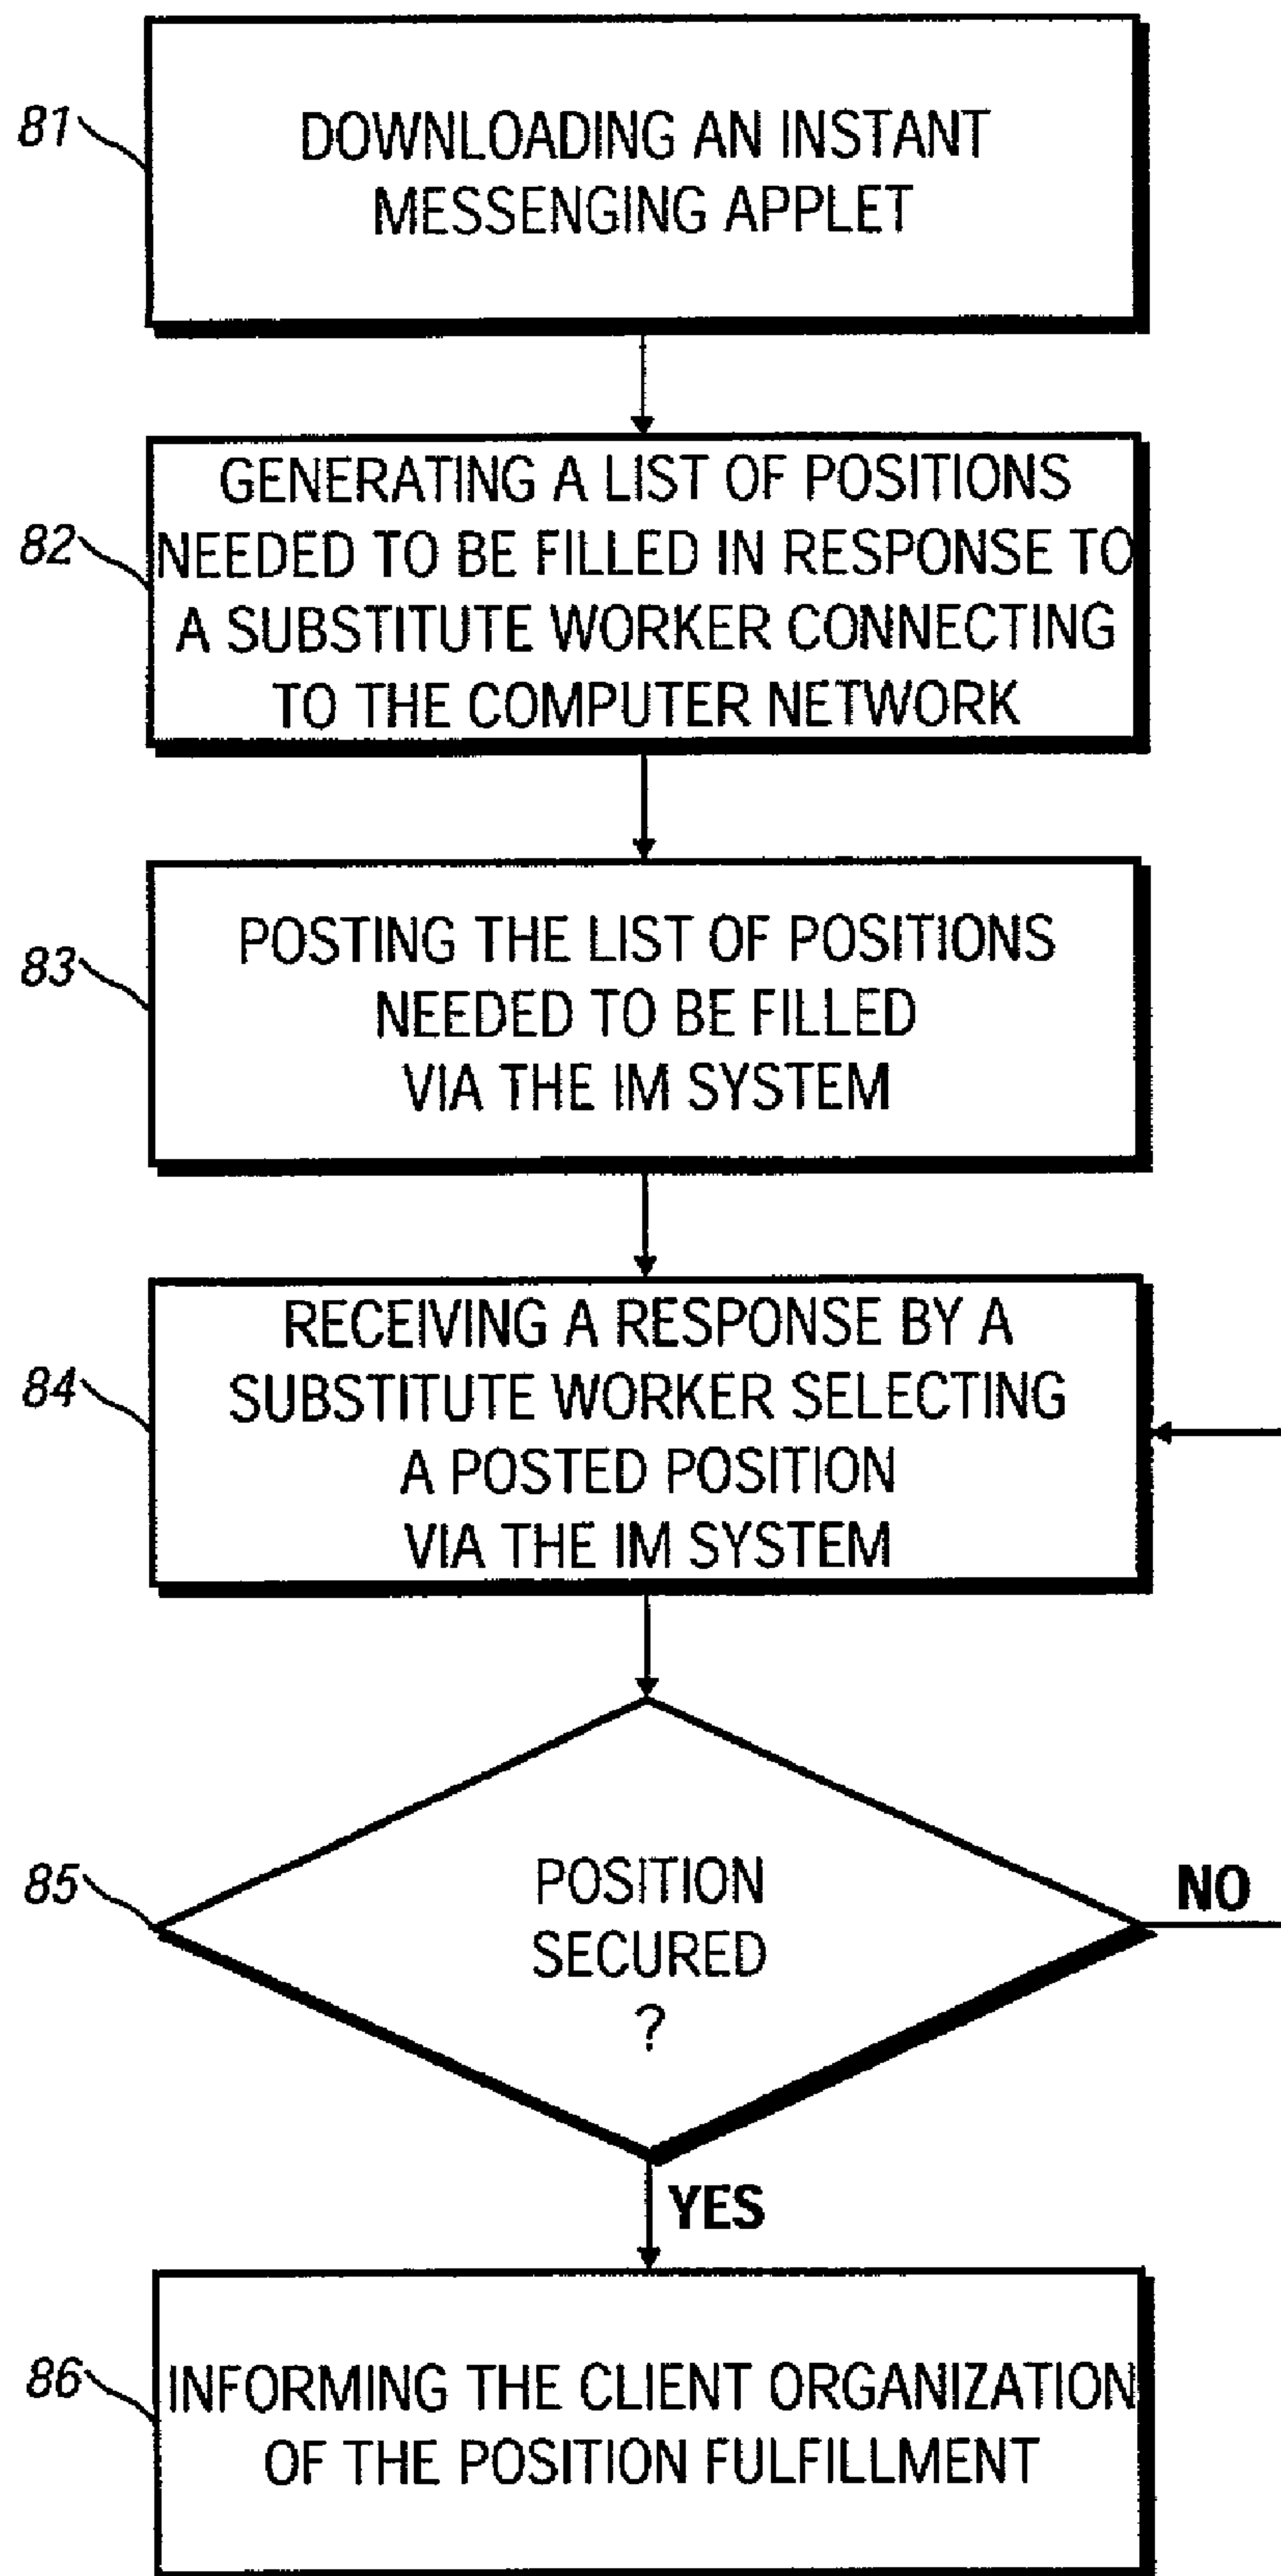 81
DOWNLOADING AN INSTANT
MESSENGING APPLET
82
GENERATING A LIST OF POSITIONS
NEEDED TO BE FILLED IN RESPONSE TO
A SUBSTITUTE WORKER CONNECTING
TO THE COMPUTER NETWORK
83
POSTING THE LIST OF POSITIONS
NEEDED TO BE FILLED
VIA THE IM SYSTEM
84
RECEIVING A RESPONSE BY A
SUBSTITUTE WORKER SELECTING
A POSTED POSITION
VIA THE IM SYSTEM
85
POSITION
SECURED
?
NO
YES
86
INFORMING THE CLIENT ORGANIZATION
OF THE POSITION FULFILLMENT